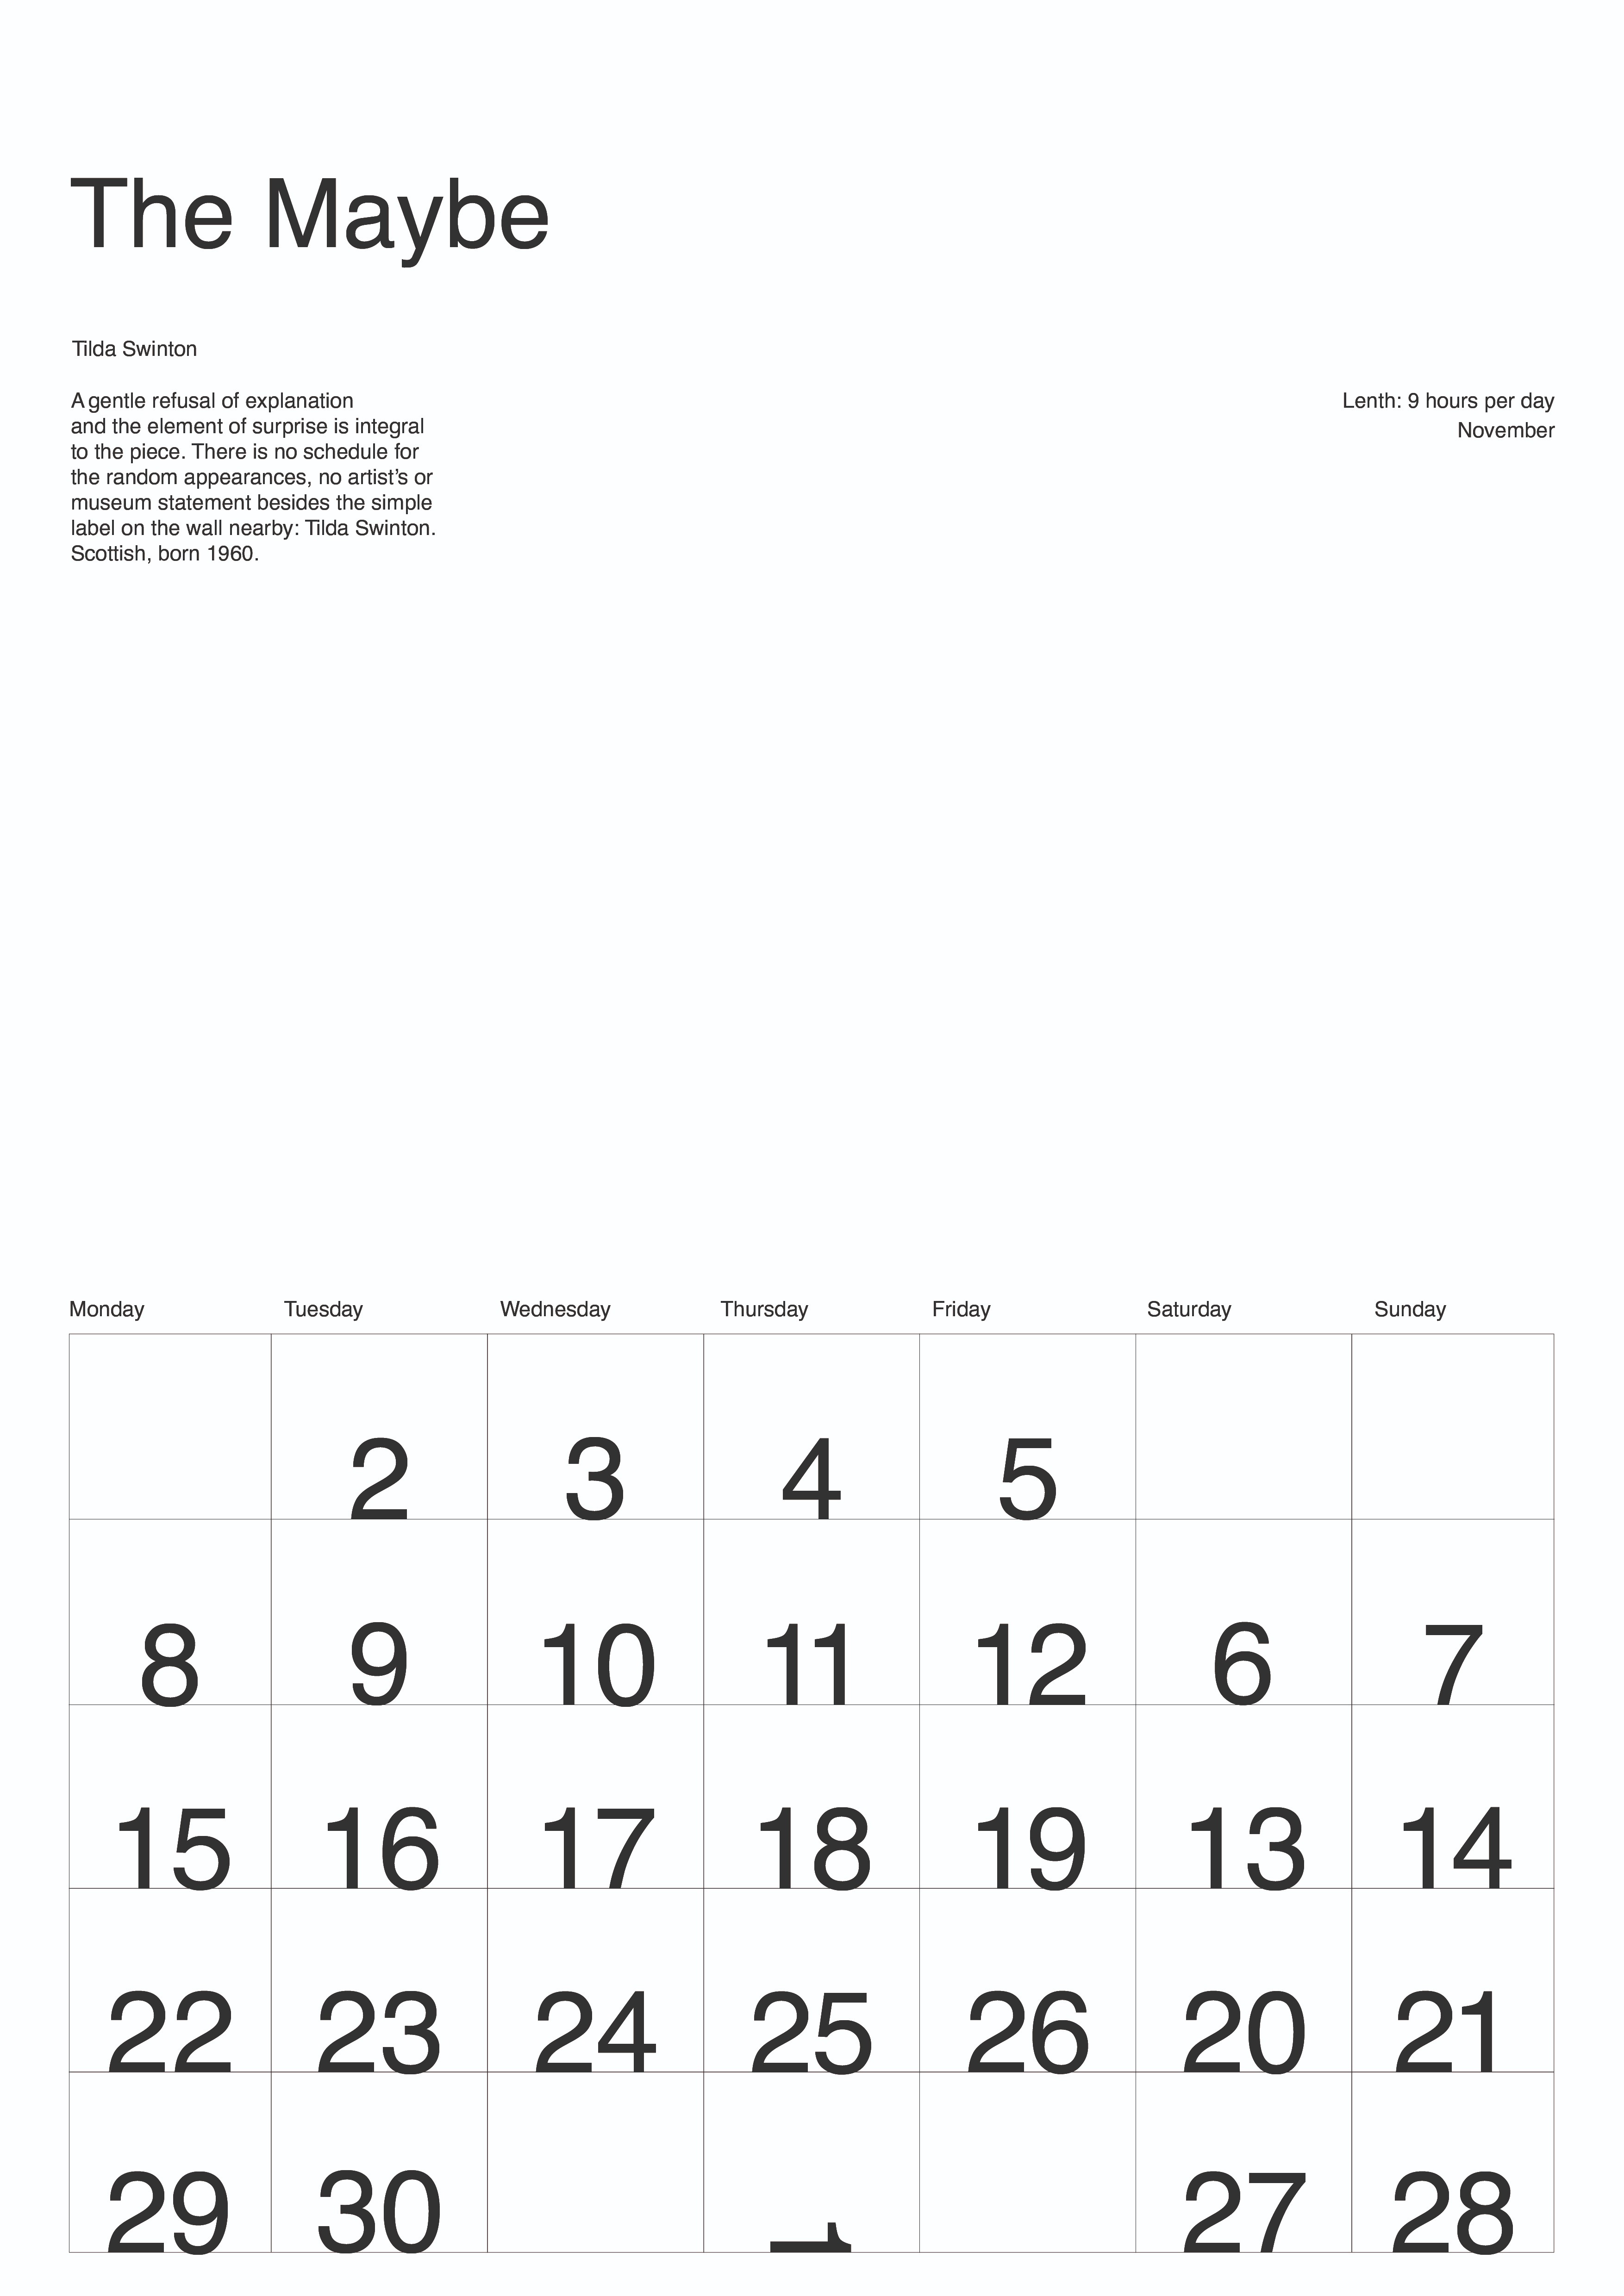 The Maybe
Tilda Swinton
A gentle refusal of explanation
and the element of surprise is integral
to the piece. There is no schedule for
the random appearances, no artist’s or
museum statement besides the simple
label on the wall nearby: Tilda Swinton.
Scottish, born 1960.
Lenth: 9 hours per day
November
Monday Tuesday Wednesday Thursday Friday Saturday Sunday
2 3 4 5
8 9 10 11 12 6 7
15 16 17 18 19 13 14
22 23 24 25 26 20 21
29 30 1 27 28